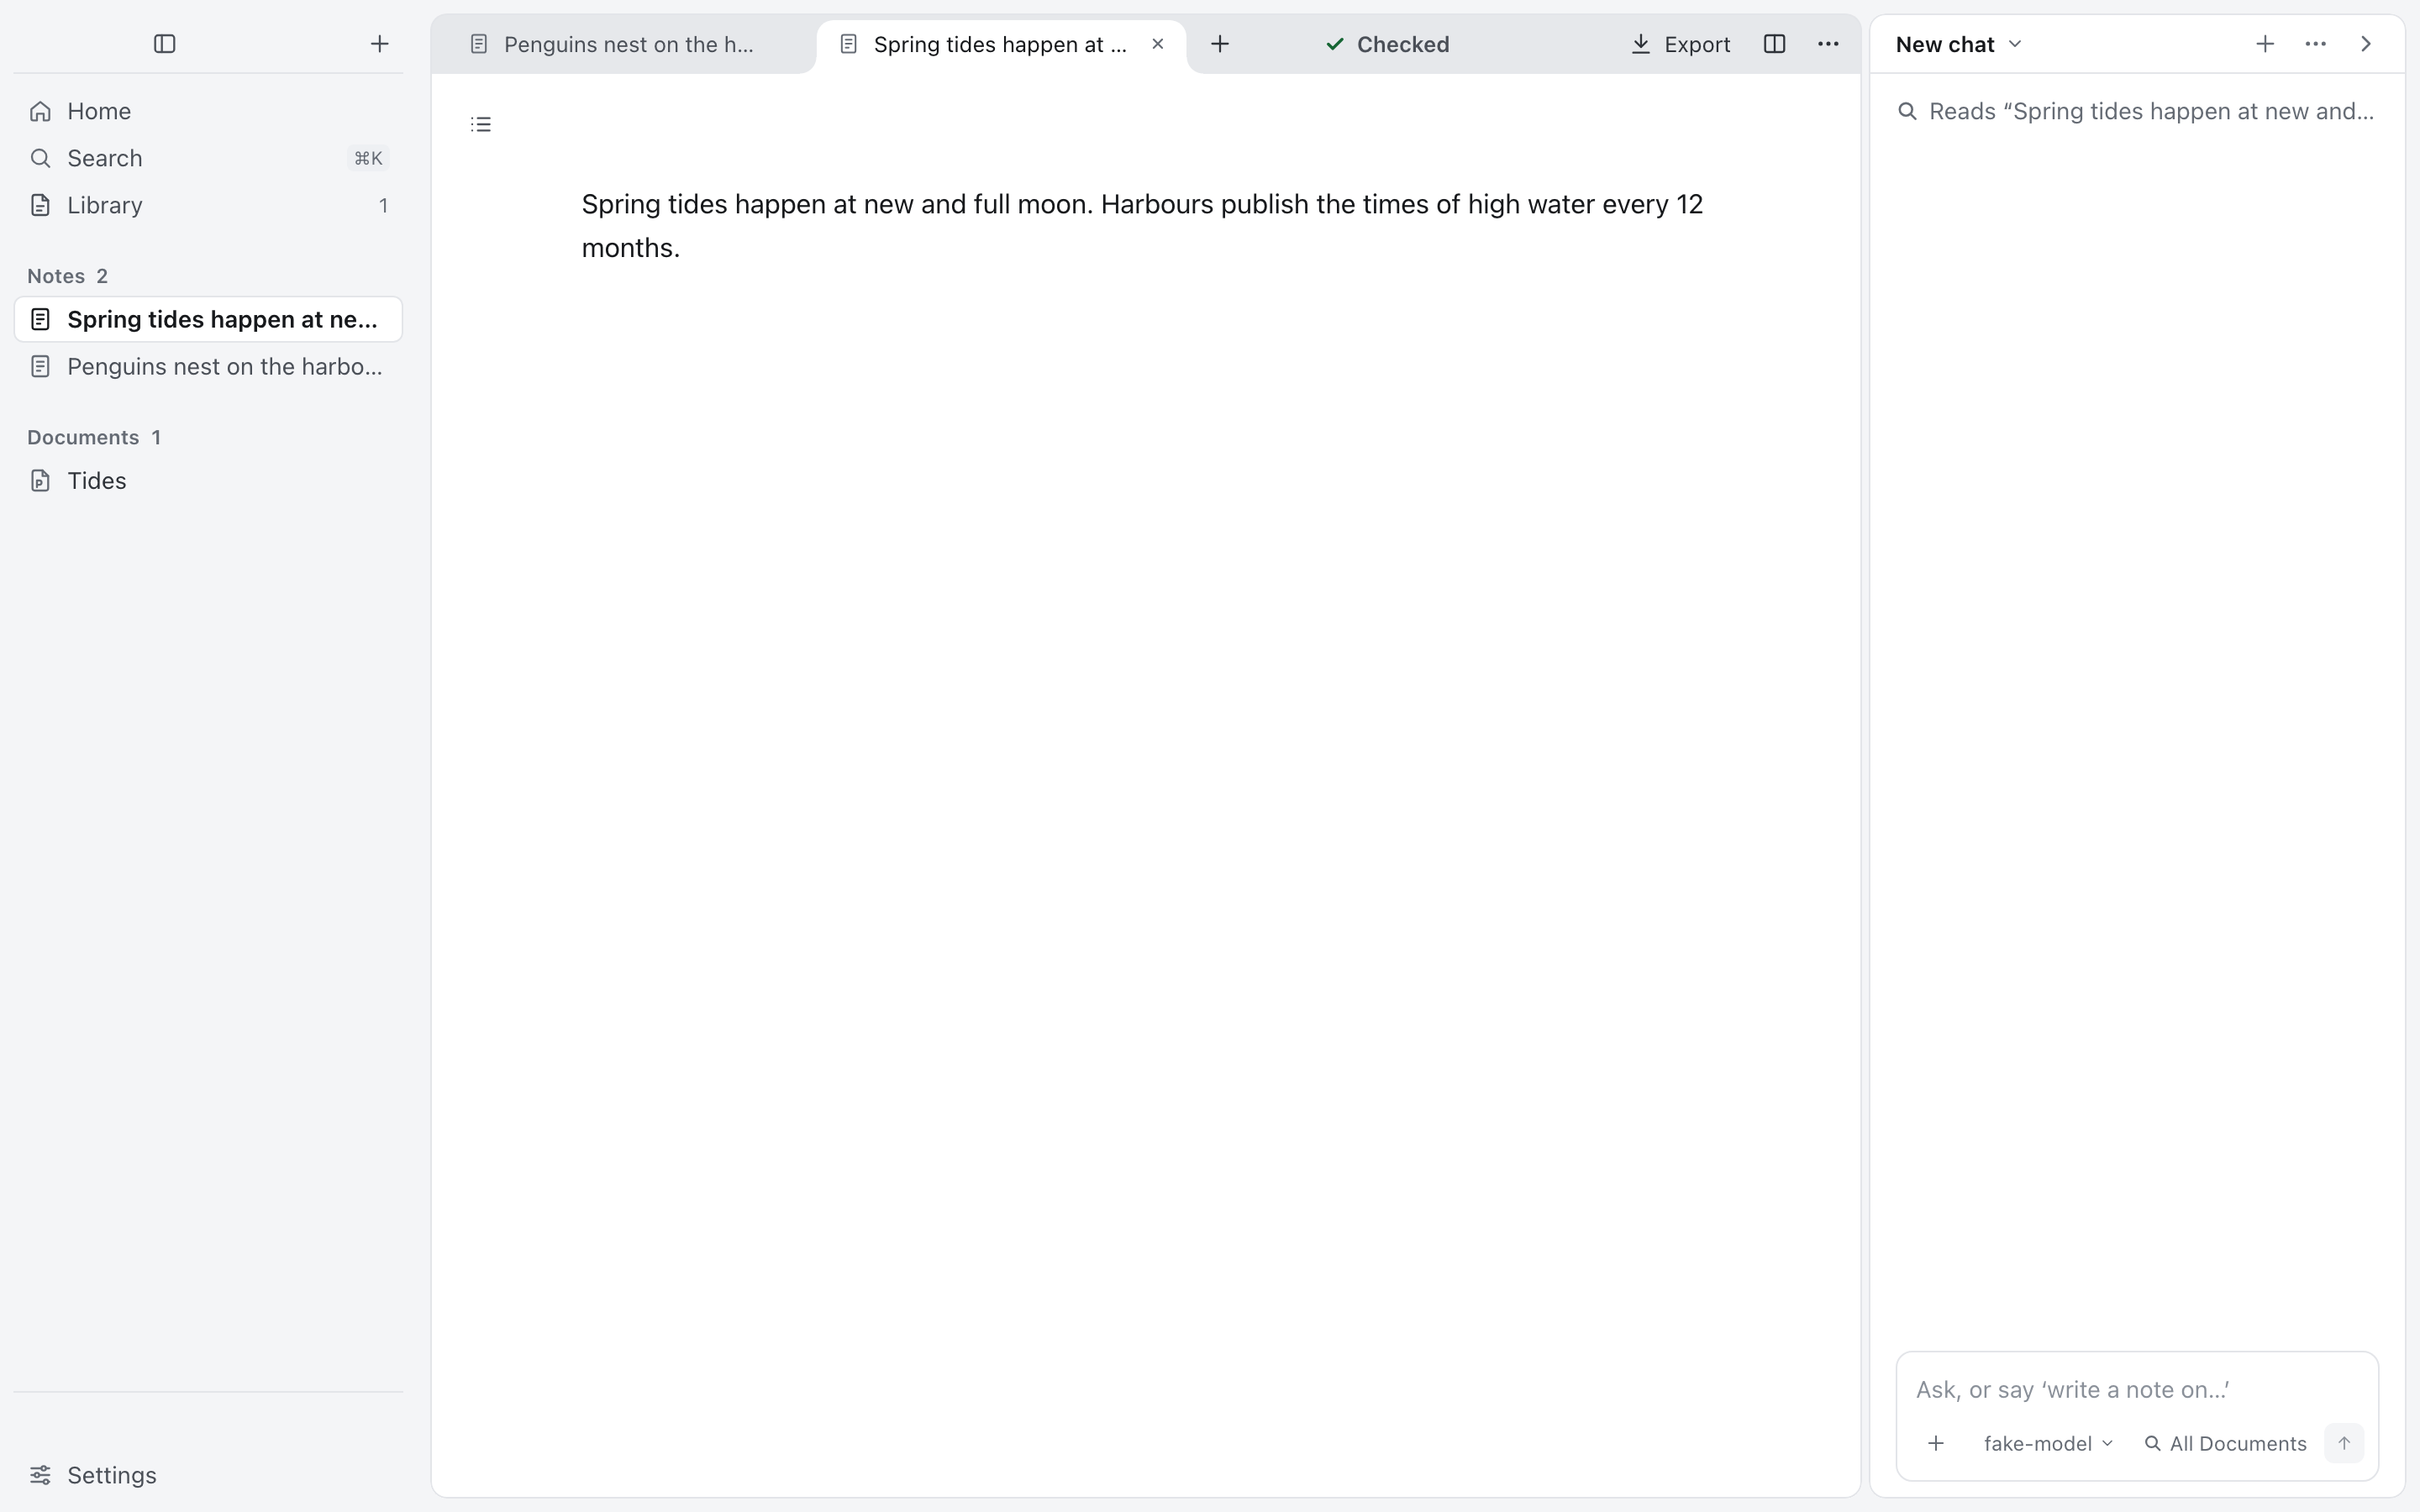 Home
Search ⌘K
Library 1
Notes 2
Spring tides happen at ne...
Penguins nest on the harbo...
Documents 1
Tides
Settings
Penguins nest on the h...
Spring tides happen at ...
Checked
Export
Spring tides happen at new and full moon. Harbours publish the times of high water every 12
months.
New chat
Reads “Spring tides happen at new and...
Ask, or say ‘write a note on...’
fake-model
All Documents